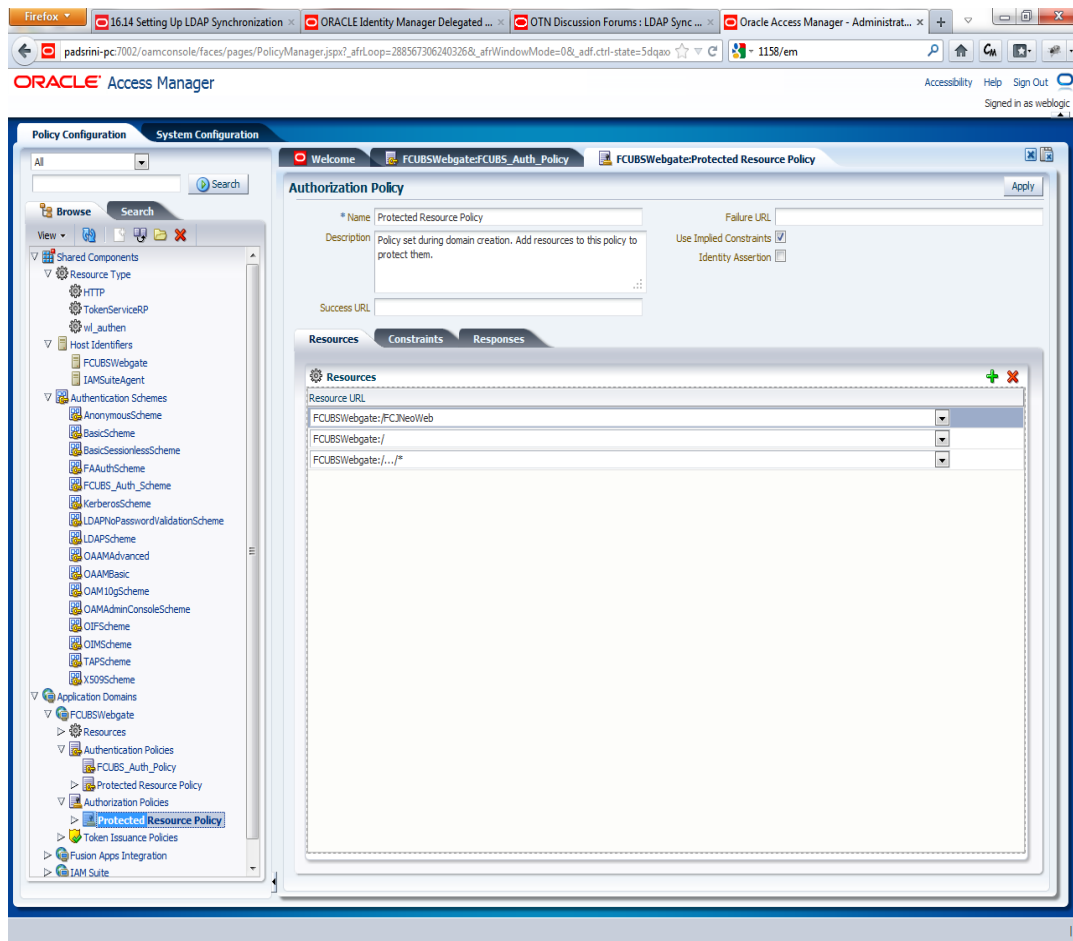 Firefox
16.14 Setting Up LDAP Synchronization
ORACLE Identity Manager Delegated ...
OTN Discussion Forums : LDAP Sync ...
Oracle Access Manager - Administrat...
padsrini-pc:7002/oamconsole/faces/pages/PolicyManager.jspx?_afrLoop=288567306240326&_afrWindowMode=0&_adf.ctrl-state=5dqaxo
1158/em
ORACLE Access Manager
Accessibility Help Sign Out
Signed in as weblogic
Policy Configuration System Configuration
All
Search
Browse Search
View
Shared Components
Resource Type
HTTP
TokenServiceRP
wl_authen
Host Identifiers
FCUBSWebgate
IAMSuiteAgent
Authentication Schemes
AnonymousScheme
BasicScheme
BasicSessionlessScheme
FAAuthScheme
FCUBS_Auth_Scheme
KerberosScheme
LDAPNoPasswordValidationScheme
LDAPScheme
OAAMAdvanced
OAAMBasic
OAM10gScheme
OAMAdminConsoleScheme
OIFScheme
OIMScheme
TAPScheme
X509Scheme
Application Domains
FCUBSWebgate
Resources
Authentication Policies
FCUBS_Auth_Policy
Protected Resource Policy
Authorization Policies
Protected Resource Policy
Token Issuance Policies
Fusion Apps Integration
IAM Suite
Welcome FCUBSWebgate:FCUBS_Auth_Policy FCUBSWebgate:Protected Resource Policy
Authorization Policy
Apply
* Name Protected Resource Policy
Description Policy set during domain creation. Add resources to this policy to
protect them.
Success URL
Failure URL
Use Implied Constraints
Identity Assertion
Resources Constraints Responses
Resources
Resource URL
FCUBSWebgate:/FCJNeoWeb
FCUBSWebgate:/
FCUBSWebgate:/.../*